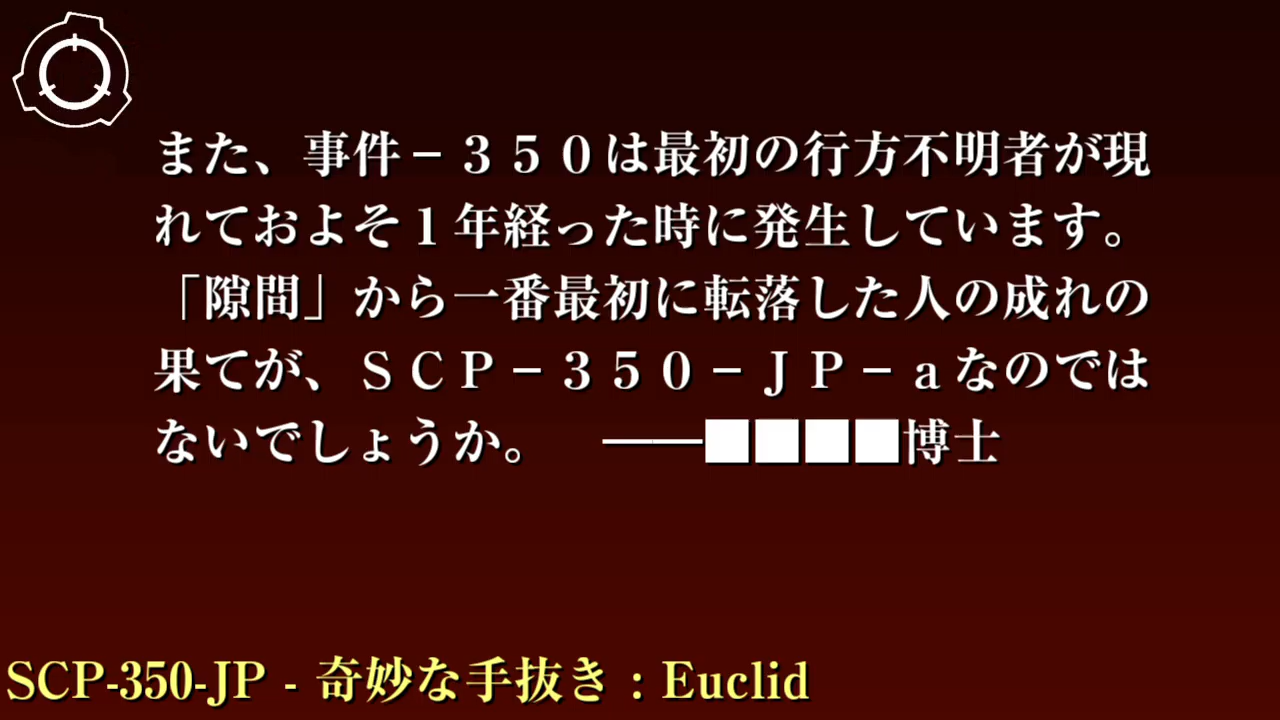 また、事件－３５０は最初の行方不明者が現
れておよそ１年経った時に発生しています。
「隙間」から一番最初に転落した人の成れの
果てが、ＳＣＰ－３５０－ＪＰ－ａなのでは
ないでしょうか。　――■■■■博士
SCP-350-JP - 奇妙な手抜き : Euclid